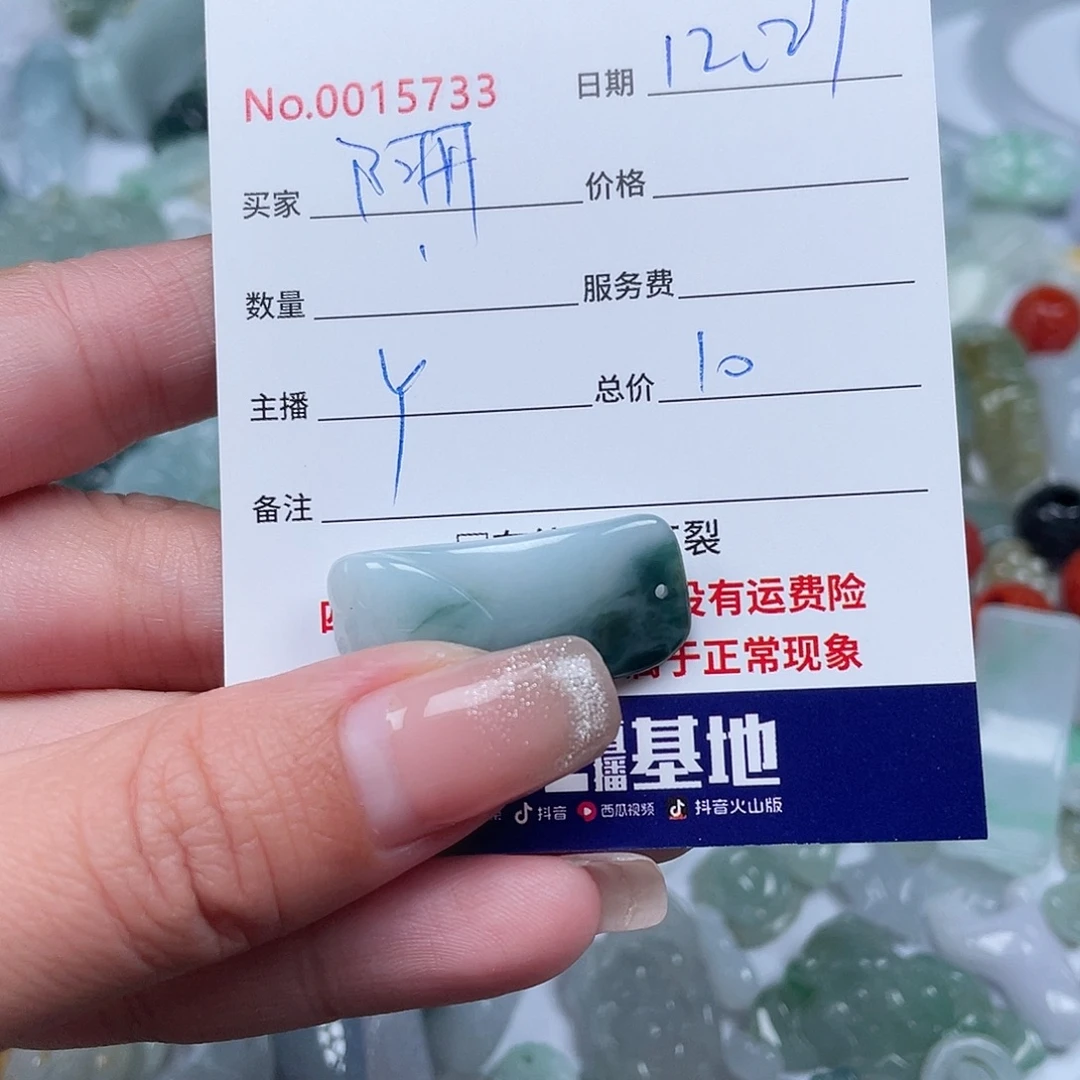 No.0015733 日期 12.21
买家 价格
数量 服务费
主播 Y 总价 10
备注
裂
没有运费险
属于正常现象
播基地
抖音 西瓜视频 抖音火山版